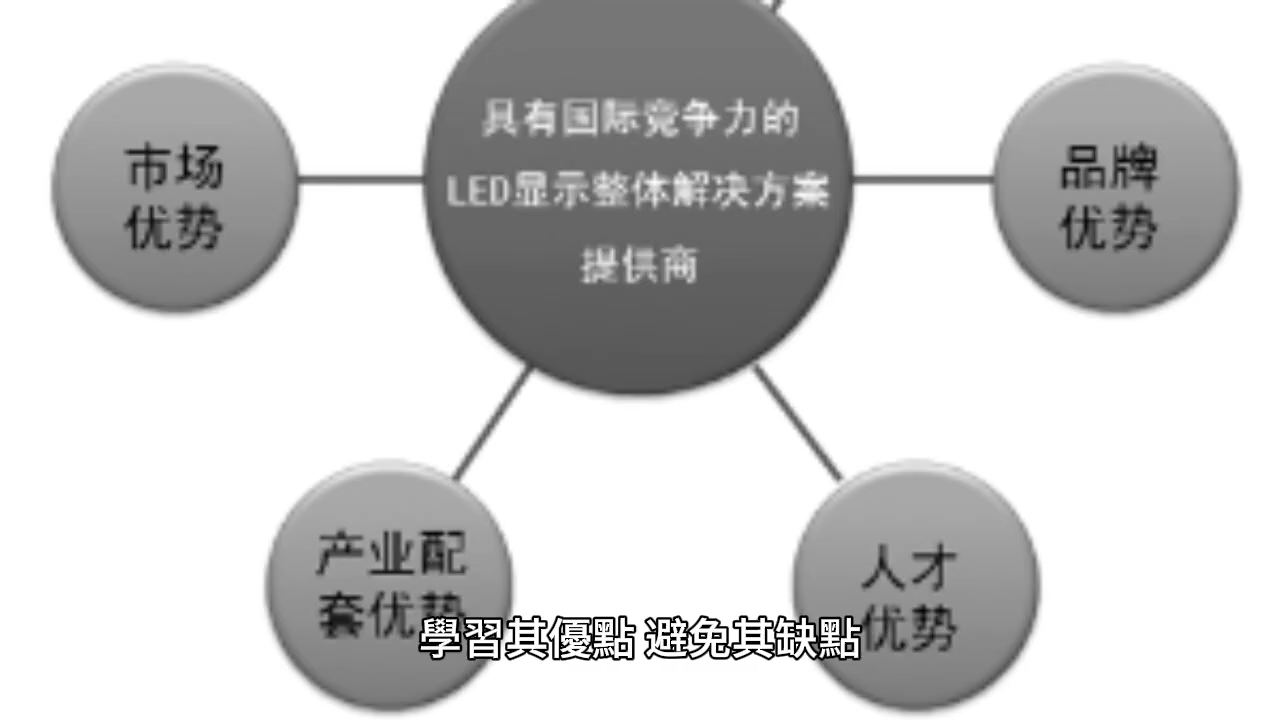 具有国际竞争力的
LED显示整体解决方案
提供商
市场
优势
品牌
优势
产业配
套优势
人才
优势
學習其優點 避免其缺點